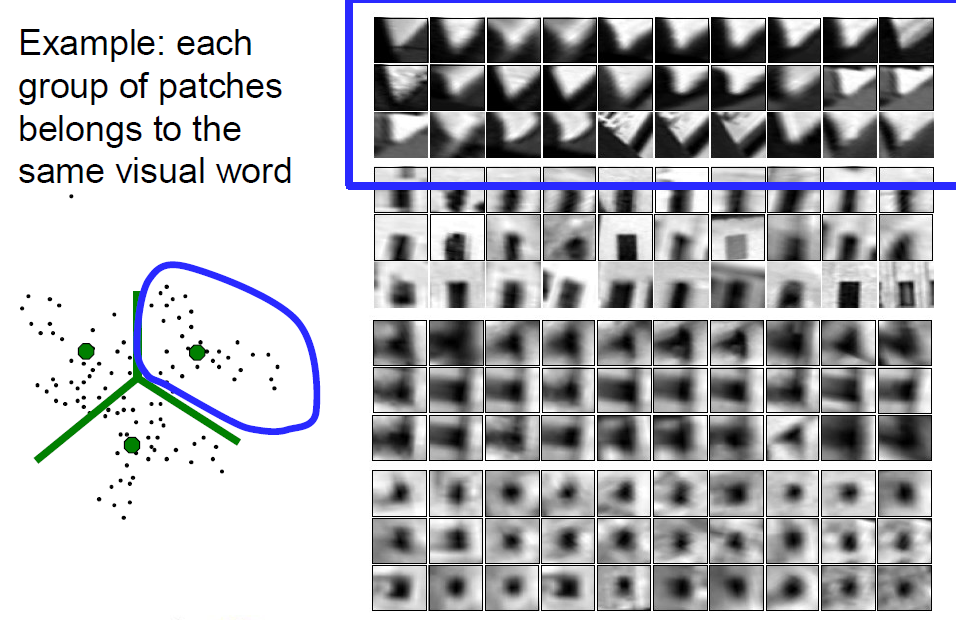 Example: each
group of patches
belongs to the
same visual word